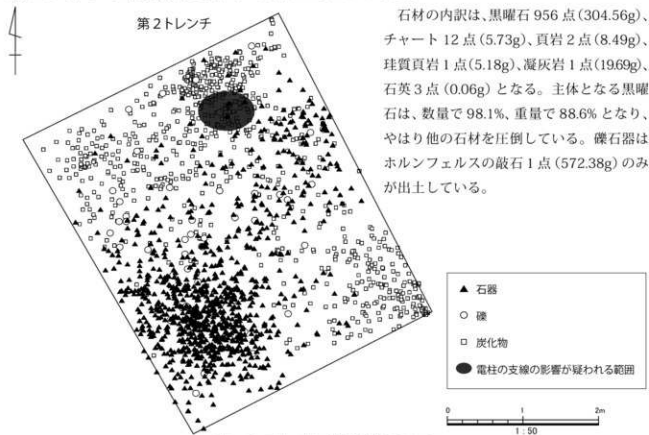 第2トレンチ
石材の内訳は、黒曜石 956 点 (304.56g)、
チャート 12 点 (5.73g)、頁岩 2 点 (8.49g)、
珪質頁岩 1 点 (5.18g)、凝灰岩 1 点 (19.69g)、
石英 3 点 (0.06g) となる。主体となる黒曜
石は、数量で 98.1%、重量で 88.6% となり、
やはり他の石材を圧倒している。礫石器は
ホルンフェルスの敲石 1 点 (572.38g) のみ
が出土している。
石器
礫
炭化物
電柱の支線の影響が疑われる範囲
0 1 2m
1 : 50